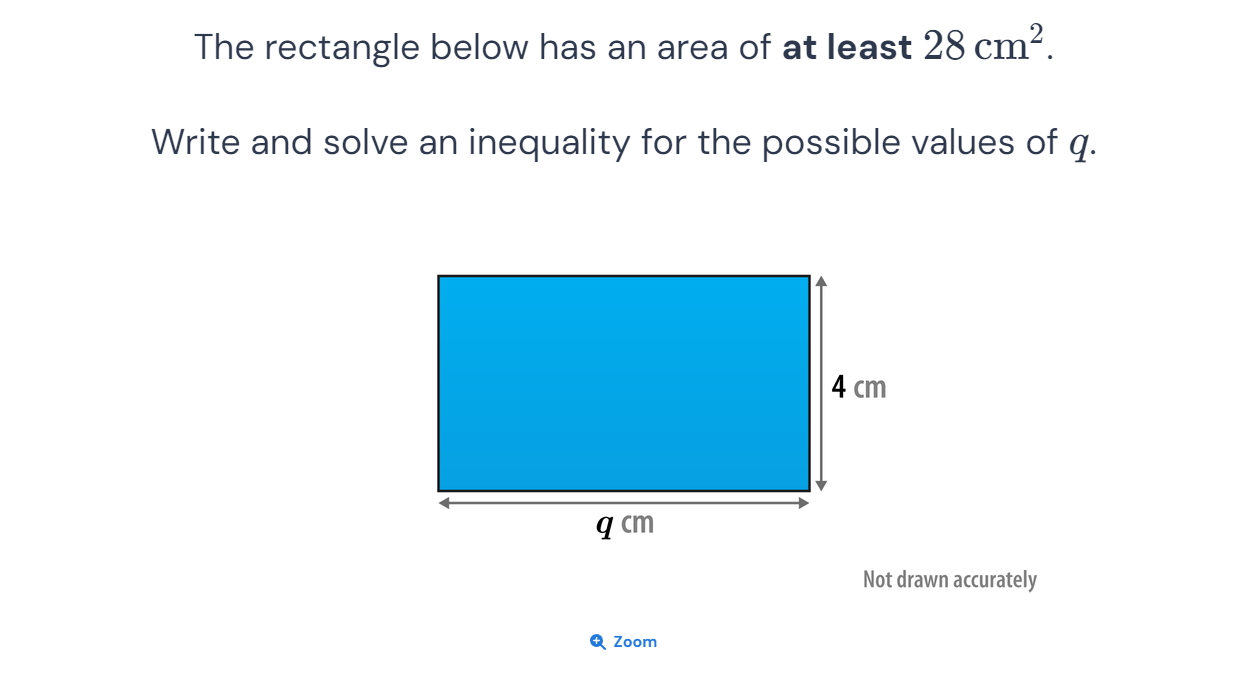 The rectangle below has an area of at least 28 cm².
Write and solve an inequality for the possible values of q.
4 cm
q cm
Not drawn accurately
Zoom